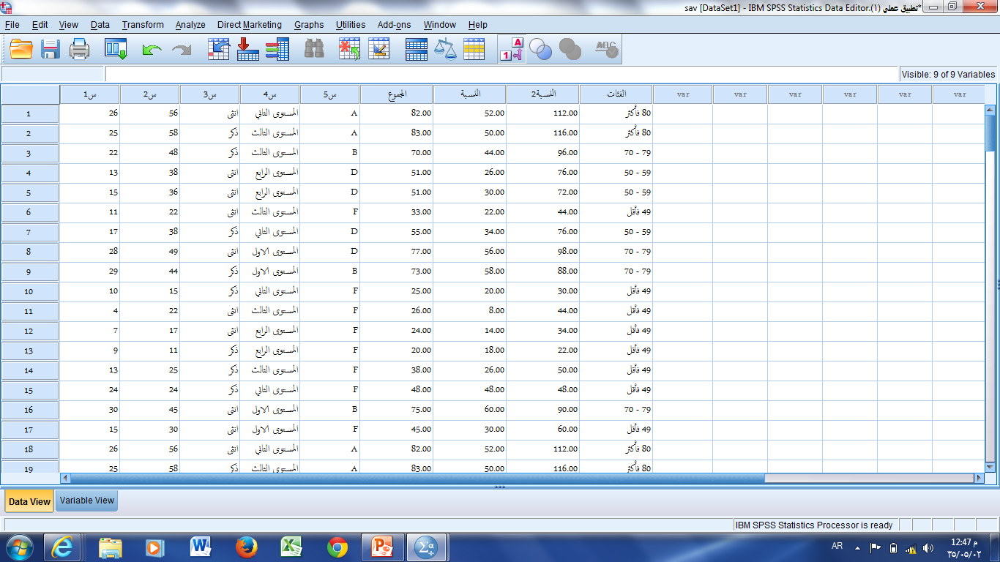 *تطبيق عملي (١).sav [DataSet1] - IBM SPSS Statistics Data Editor
File Edit View Data Transform Analyze Direct Marketing Graphs Utilities Add-ons Window Help
1 A ABC
Visible: 9 of 9 Variables
س1 س2 س3 س4 س5 المجموع النسبة النسبة2 الفئات var var var var var var
1 26 56 انثى المستوى الثاني A 82.00 52.00 112.00 80 فأكثر
2 25 58 ذكر المستوى الثالث A 83.00 50.00 116.00 80 فأكثر
3 22 48 ذكر المستوى الثالث B 70.00 44.00 96.00 70 - 79
4 13 38 انثى المستوى الرابع D 51.00 26.00 76.00 50 - 59
5 15 36 انثى المستوى الرابع D 51.00 30.00 72.00 50 - 59
6 11 22 انثى المستوى الثالث F 33.00 22.00 44.00 49 فأقل
7 17 38 ذكر المستوى الثاني D 55.00 34.00 76.00 50 - 59
8 28 49 انثى المستوى الاول D 77.00 56.00 98.00 70 - 79
9 29 44 ذكر المستوى الاول B 73.00 58.00 88.00 70 - 79
10 10 15 ذكر المستوى الثاني F 25.00 20.00 30.00 49 فأقل
11 4 22 انثى المستوى الثالث F 26.00 8.00 44.00 49 فأقل
12 7 17 انثى المستوى الرابع F 24.00 14.00 34.00 49 فأقل
13 9 11 ذكر المستوى الرابع F 20.00 18.00 22.00 49 فأقل
14 13 25 ذكر المستوى الثالث F 38.00 26.00 50.00 49 فأقل
15 24 24 ذكر المستوى الثاني F 48.00 48.00 48.00 49 فأقل
16 30 45 انثى المستوى الاول B 75.00 60.00 90.00 70 - 79
17 15 30 انثى المستوى الاول F 45.00 30.00 60.00 49 فأقل
18 26 56 انثى المستوى الثاني A 82.00 52.00 112.00 80 فأكثر
19 25 58 ذكر المستوى الثالث A 83.00 50.00 116.00 80 فأكثر
Data View Variable View
IBM SPSS Statistics Processor is ready
AR 12:47 م
٣٥/٠٥/٠٢